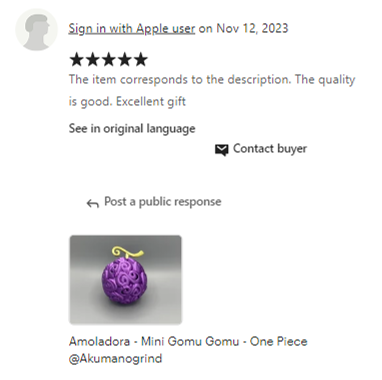 Sign in with Apple user on Nov 12, 2023
The item corresponds to the description. The quality
is good. Excellent gift
See in original language
Contact buyer
Post a public response
Amoladora - Mini Gomu Gomu - One Piece
@Akumanogrind